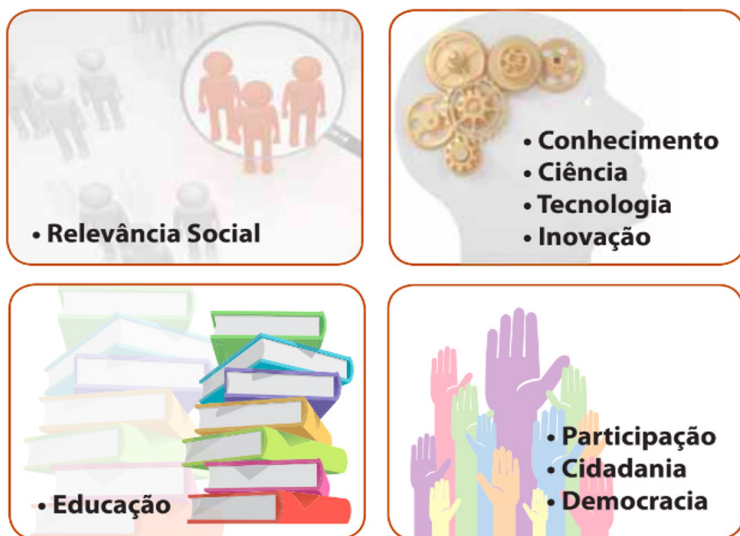 • Relevância Social
• Conhecimento
• Ciência
• Tecnologia
• Inovação
• Educação
• Participação
• Cidadania
• Democracia